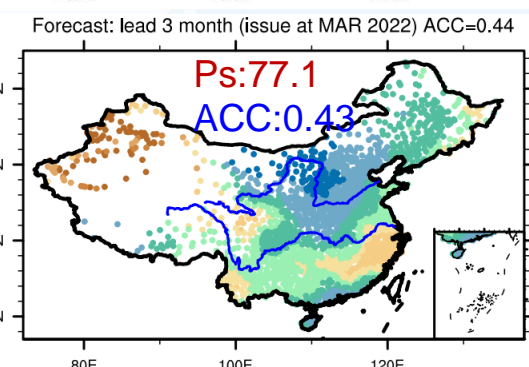 Forecast: lead 3 month (issue at MAR 2022) ACC=0.44
Ps:77.1
ACC:0.43
80E 100E 120E